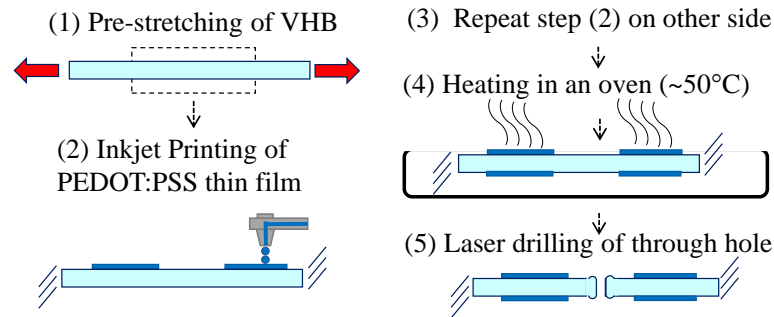 (1) Pre-stretching of VHB
(2) Inkjet Printing of
PEDOT:PSS thin film
(3) Repeat step (2) on other side
(4) Heating in an oven (~50°C)
(5) Laser drilling of through hole